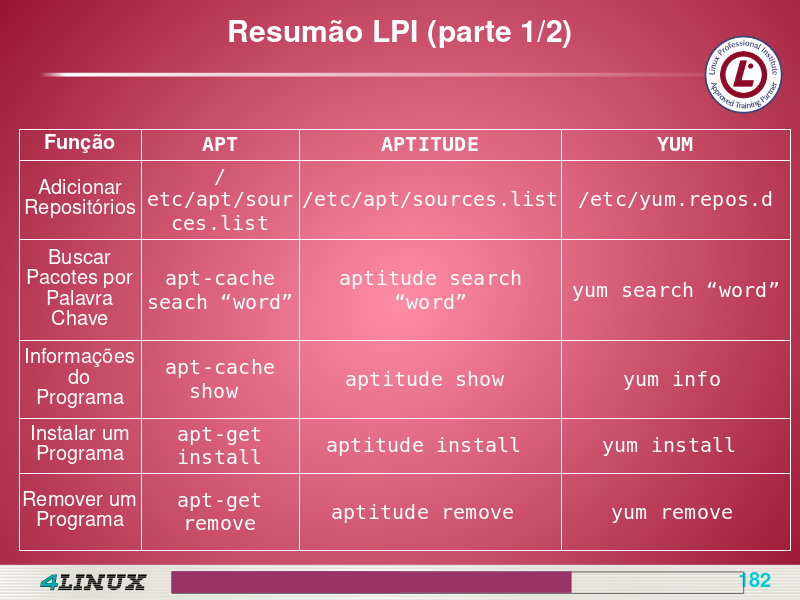 Resumão LPI (parte 1/2)
Linux Professional Institute
Approved Training Partner
Função
APT
APTITUDE
YUM
Adicionar
Repositórios
/
etc/apt/sour
ces.list
/etc/apt/sources.list
/etc/yum.repos.d
Buscar
Pacotes por
Palavra
Chave
apt-cache
seach “word”
aptitude search
“word”
yum search “word”
Informações
do
Programa
apt-cache
show
aptitude show
yum info
Instalar um
Programa
apt-get
install
aptitude install
yum install
Remover um
Programa
apt-get
remove
aptitude remove
yum remove
4LINUX
182